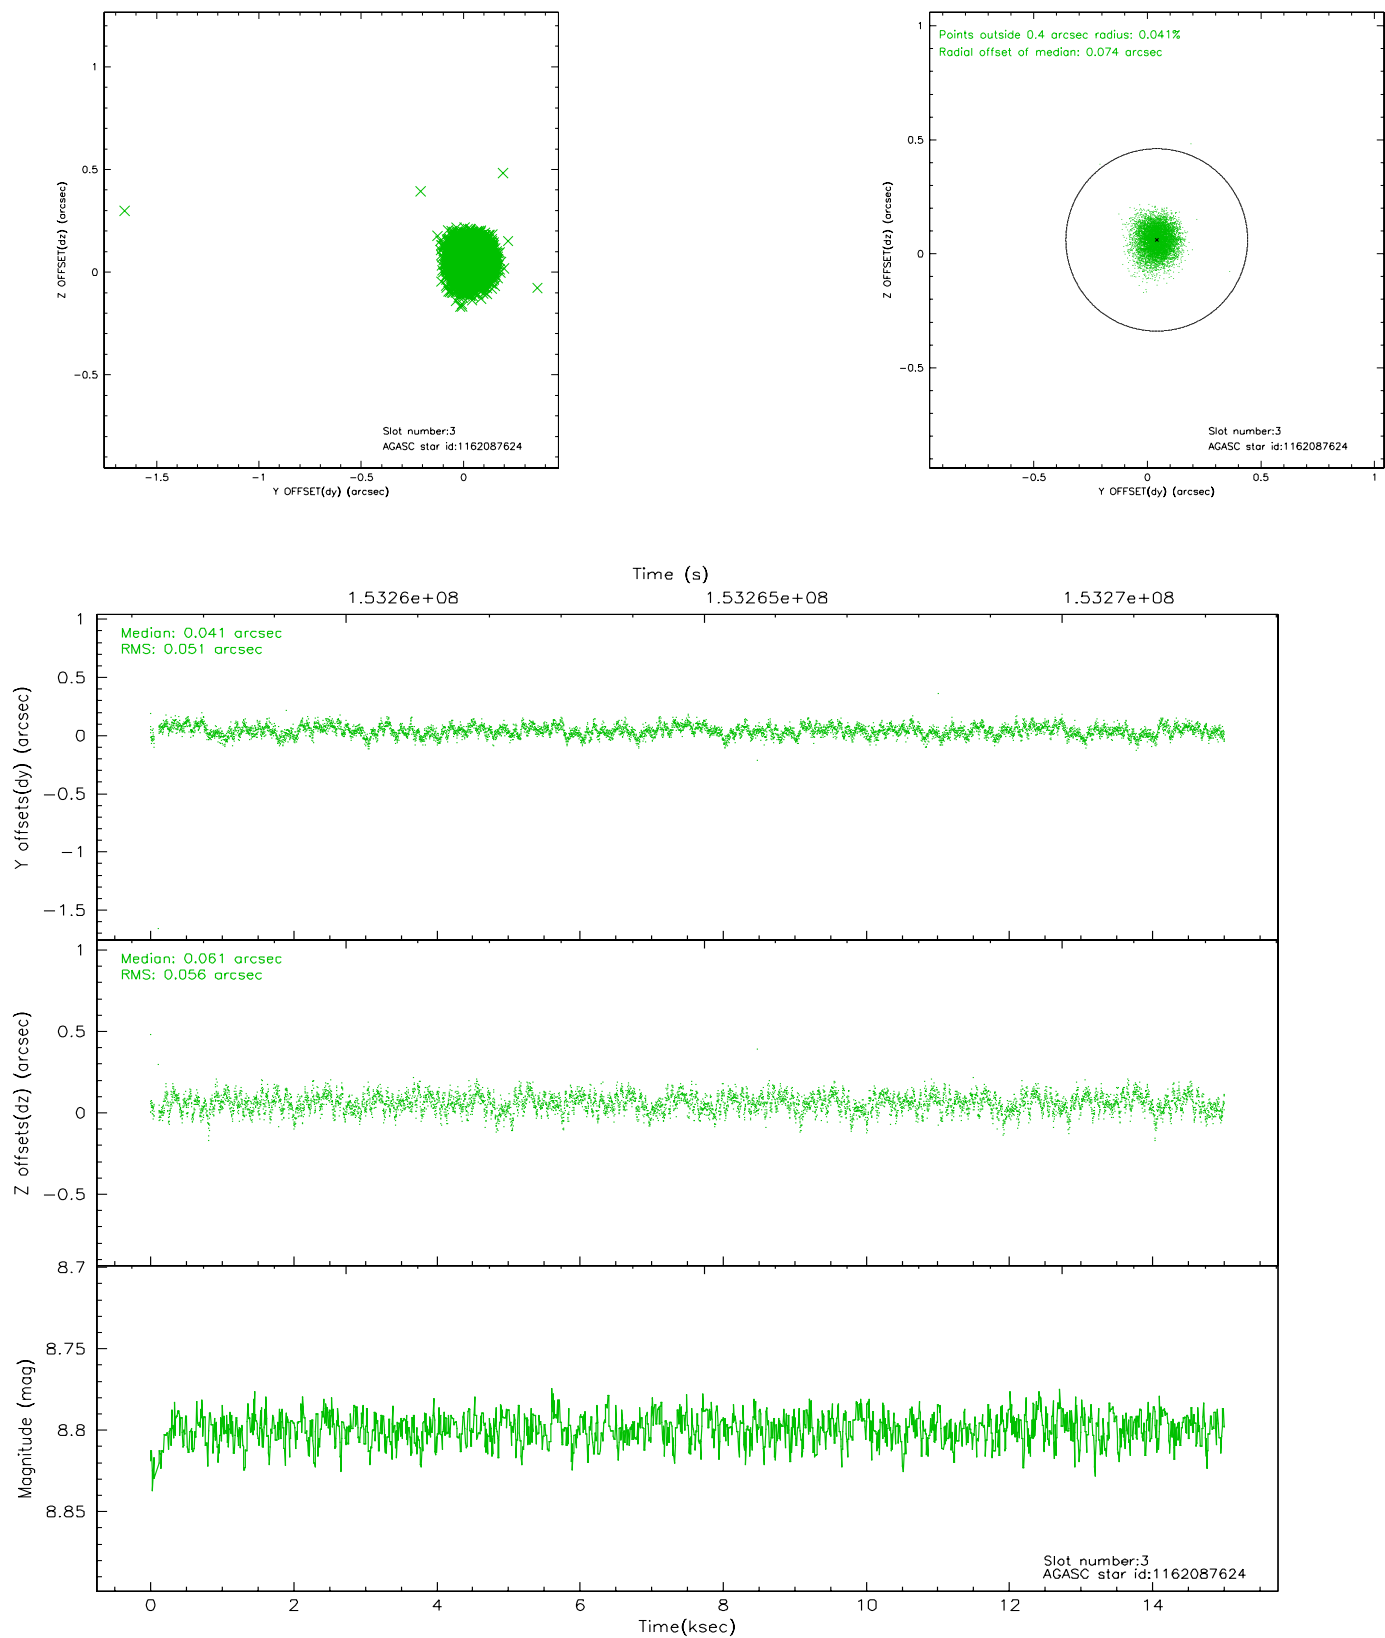 1
0.5
0
−0.5
Z OFFSET(dz) (arcsec)
Slot number:3
AGASC star id:1162087624
−1.5 −1 −0.5 0
Y OFFSET(dy) (arcsec)
Points outside 0.4 arcsec radius: 0.041%
Radial offset of median: 0.074 arcsec
1
0.5
0
−0.5
Z OFFSET(dz) (arcsec)
Slot number:3
AGASC star id:1162087624
−0.5 0 0.5 1
Y OFFSET(dy) (arcsec)
Time (s)
1.5326e+08 1.53265e+08 1.5327e+08
Median: 0.041 arcsec
RMS: 0.051 arcsec
1
0.5
0
−0.5
−1
−1.5
Y offsets(dy) (arcsec)
Median: 0.061 arcsec
RMS: 0.056 arcsec
1
0.5
0
−0.5
Z offsets(dz) (arcsec)
8.7
8.75
8.8
8.85
Magnitude (mag)
Slot number:3
AGASC star id:1162087624
0 2 4 6 8 10 12 14
Time(ksec)